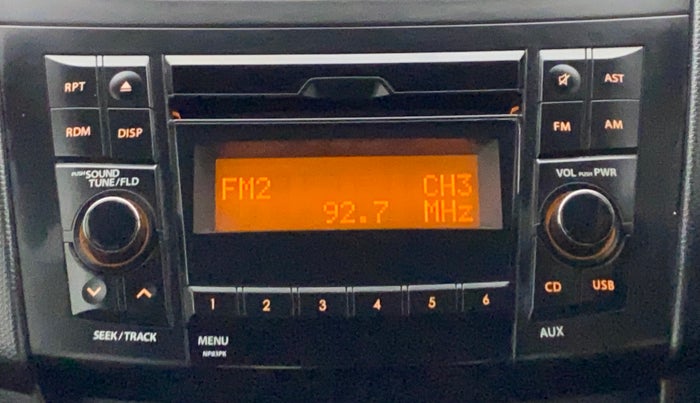 RPT
AST
RDM DISP
FM AM
PUSH SOUND
TUNE/FLD
VOL PUSH PWR
FM2 CH3
92.7 MHz
CD USB
1 2 3 4 5 6
SEEK/TRACK
MENU
AUX